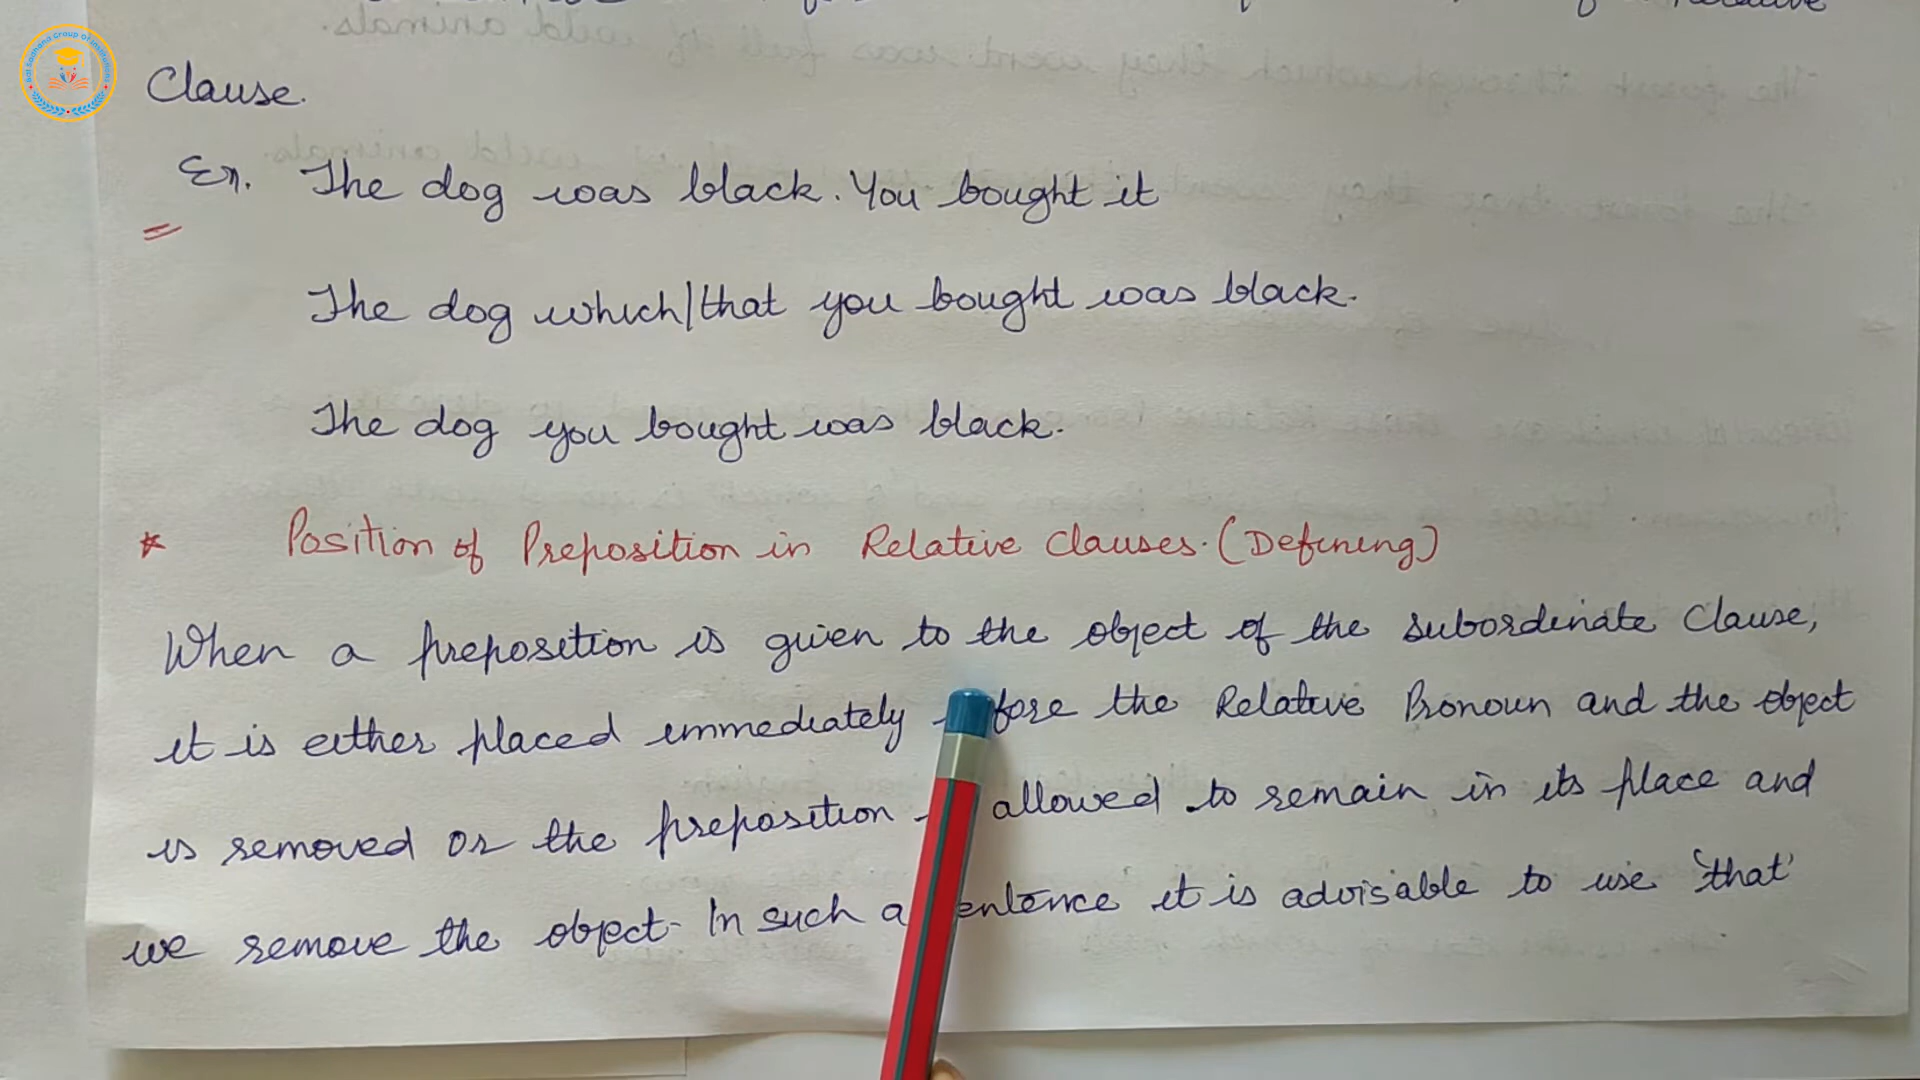 Clause.
Ex. The dog was black. You bought it
The dog which/that you bought was black.
The dog you bought was black.
* Position of Preposition in Relative Clauses. (Defining)
When a preposition is given to the object of the subordinate Clause,
it is either placed immediately before the Relative Pronoun and the object
is removed or the preposition allowed to remain in its place and
we remove the object. In such a sentence it is advisable to use 'that'